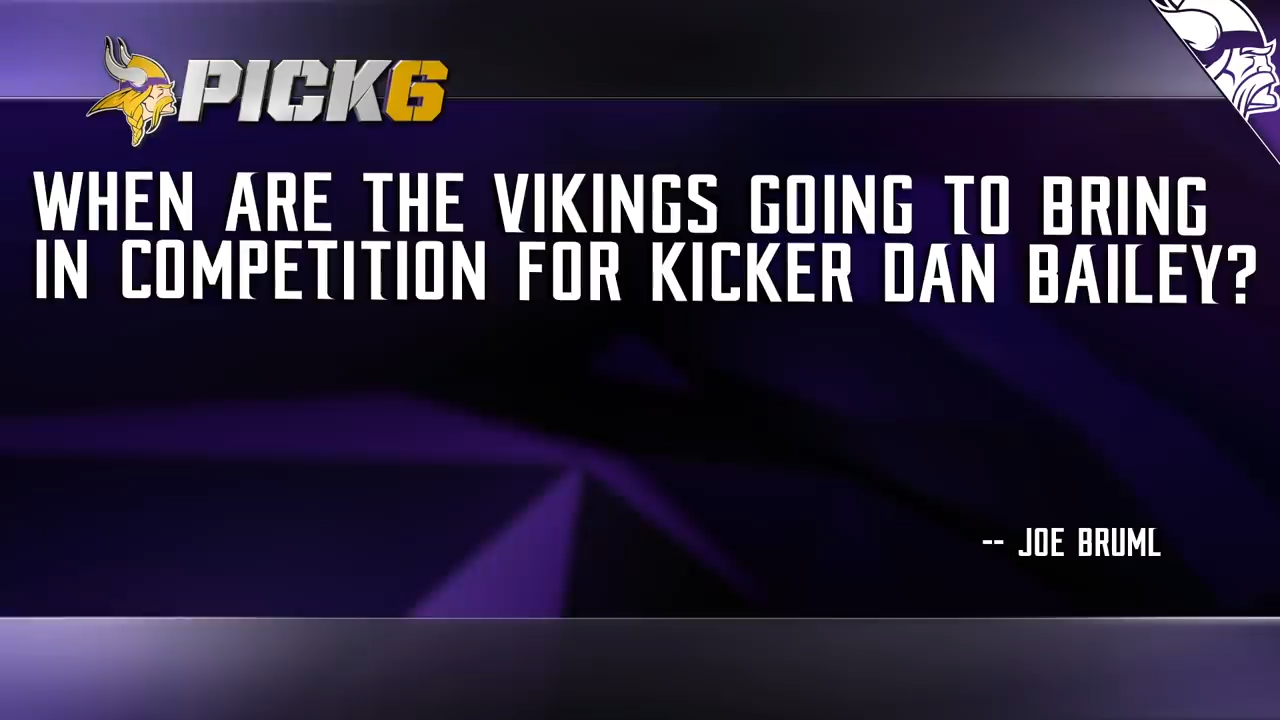 PICK6
WHEN ARE THE VIKINGS GOING TO BRING
IN COMPETITION FOR KICKER DAN BAILEY?
-- JOE BRUML